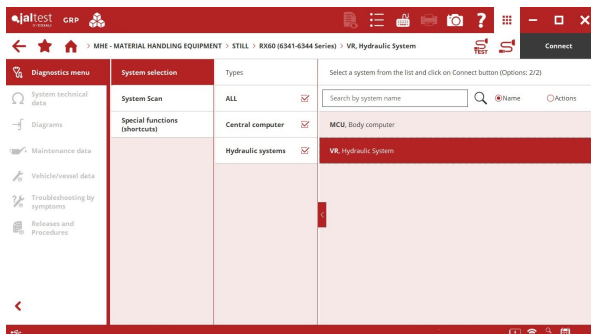 jaltest GRP
BY COJALI
?
TEST
MHE - MATERIAL HANDLING EQUIPMENT > STILL > RX60 (6341-6344 Series) > VR, Hydraulic System
Connect
Diagnostics menu
System technical
data
Diagrams
Maintenance data
Vehicle/vessel data
Troubleshooting by
symptoms
Releases and
Procedures
System selection
System Scan
Special functions
(shortcuts)
Types
ALL
Central computer
Hydraulic systems
Select a system from the list and click on Connect button (Options: 2/2)
Search by system name
Name
Actions
MCU, Body computer
VR, Hydraulic System